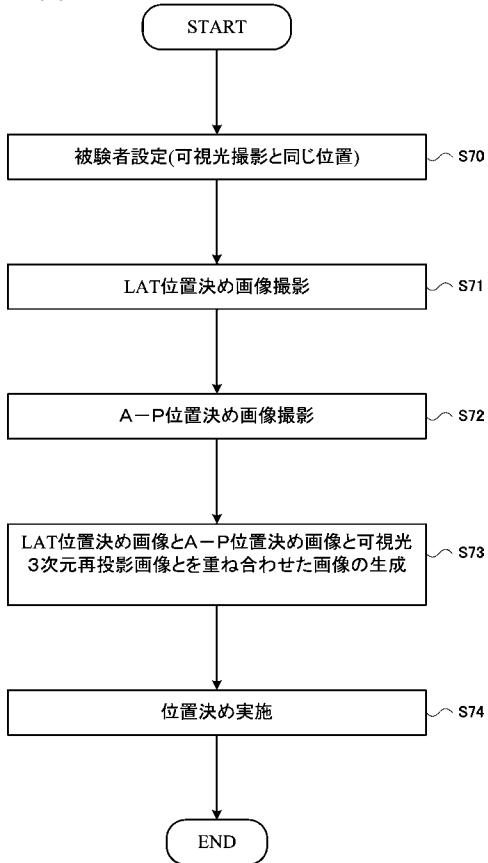 START
被験者設定(可視光撮影と同じ位置)
S70
LAT位置決め画像撮影
S71
A－P位置決め画像撮影
S72
LAT位置決め画像とA－P位置決め画像と可視光
3次元再投影画像とを重ね合わせた画像の生成
S73
位置決め実施
S74
END